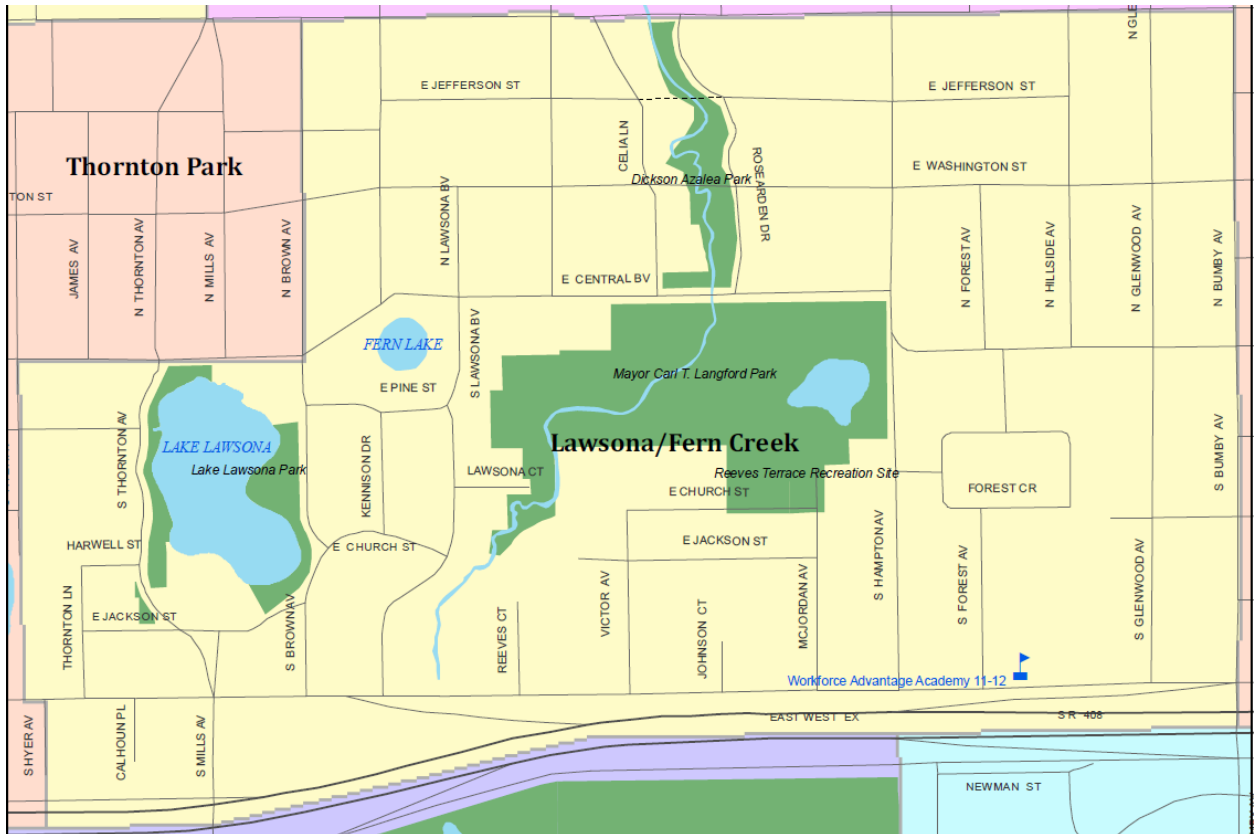 N GLE
E JEFFERSON ST
E JEFFERSON ST
CELIA LN
Thornton Park
ROSEARDEN DR
E WASHINGTON ST
Dickson Azalea Park
TON ST
JAMES AV
N THORNTON AV
N MILLS AV
N BROWN AV
N LAWSONA BV
N FOREST AV
N HILLSIDE AV
N GLENWOOD AV
N BUMBY AV
E CENTRAL BV
FERN LAKE
S LAWSONA BV
E PINE ST
Mayor Carl T. Langford Park
LAKE LAWSONA
Lake Lawsona Park
S THORNTON AV
KENNISON DR
Lawsona/Fern Creek
S BUMBY AV
LAWSONA CT
Reeves Terrace Recreation Site
E CHURCH ST
FOREST CR
HARWELL ST
E CHURCH ST
E JACKSON ST
S HAMPTON AV
THORNTON LN
E JACKSON ST
S BROWN AV
REEVES CT
VICTOR AV
JOHNSON CT
MCJORDAN AV
S FOREST AV
S GLENWOOD AV
Workforce Advantage Academy 11-12
S HYER AV
CALHOUN PL
S MILLS AV
EAST WEST EX
S R 408
NEWMAN ST